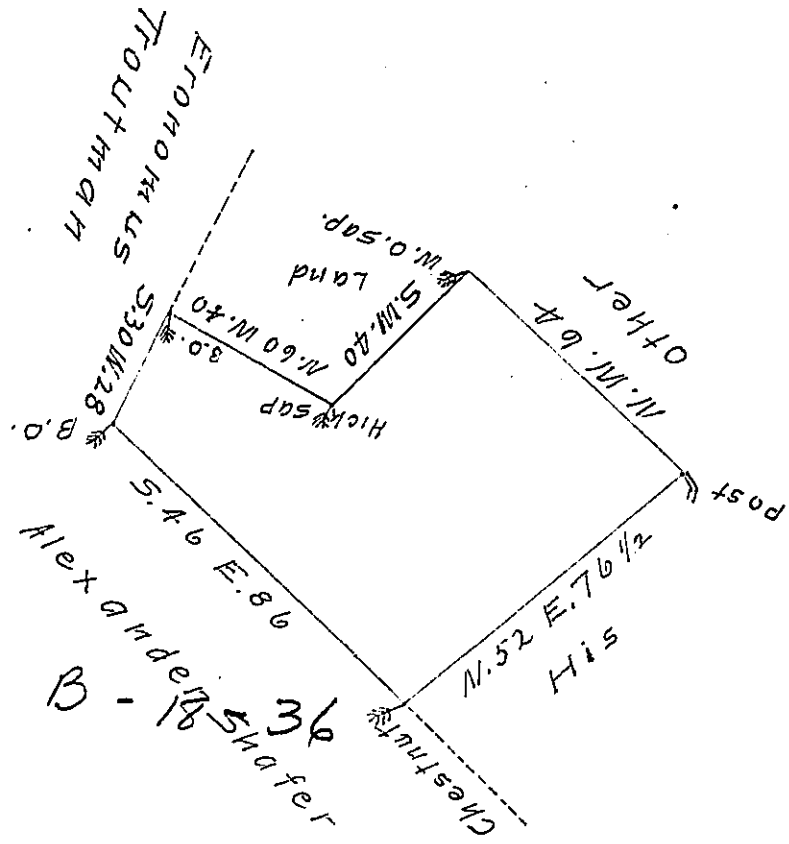 Eronomus
Troutman
S.30 W.28
B.O.
B.O.
N.60 W.40
Hick sap
Land
W.O. sap.
S.W.40
N.W.64
Other
Post
N.52 E.76 1/2
His
Chestnut
S.46 E.86
Alexander Shafer
B - 18 36